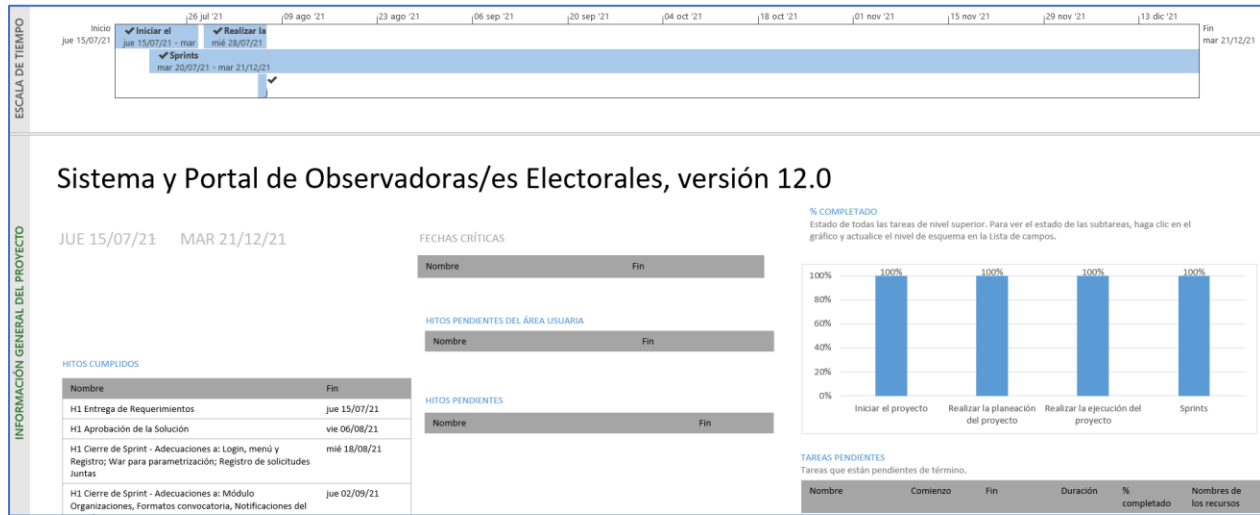 ESCALA DE TIEMPO
26 jul '21
09 ago '21
23 ago '21
06 sep '21
20 sep '21
04 oct '21
18 oct '21
01 nov '21
15 nov '21
29 nov '21
13 dic '21
Inicio
jue 15/07/21
✔Iniciar el
jue 15/07/21 - mar
✔Realizar la
mié 28/07/21
✔Sprints
mar 20/07/21 - mar 21/12/21
✔
Fin
mar 21/12/21
INFORMACIÓN GENERAL DEL PROYECTO
Sistema y Portal de Observadoras/es Electorales, versión 12.0
JUE 15/07/21 MAR 21/12/21
HITOS CUMPLIDOS
Nombre Fin
H1 Entrega de Requerimientos jue 15/07/21
H1 Aprobación de la Solución vie 06/08/21
H1 Cierre de Sprint - Adecuaciones a: Login, menú y mié 18/08/21
Registro; War para parametrización; Registro de solicitudes
Juntas
H1 Cierre de Sprint - Adecuaciones a: Módulo jue 02/09/21
Organizaciones, Formatos convocatoria, Notificaciones del
FECHAS CRÍTICAS
Nombre Fin
HITOS PENDIENTES DEL ÁREA USUARIA
Nombre Fin
HITOS PENDIENTES
Nombre Fin
% COMPLETADO
Estado de todas las tareas de nivel superior. Para ver el estado de las subtareas, haga clic en el
gráfico y actualice el nivel de esquema en la Lista de campos.
100% 100% 100% 100% 100%
80%
60%
40%
20%
0%
Iniciar el proyecto
Realizar la planeación
del proyecto
Realizar la ejecución del
proyecto
Sprints
TAREAS PENDIENTES
Tareas que están pendientes de término.
Nombre Comienzo Fin Duración % Nombres de
completado los recursos